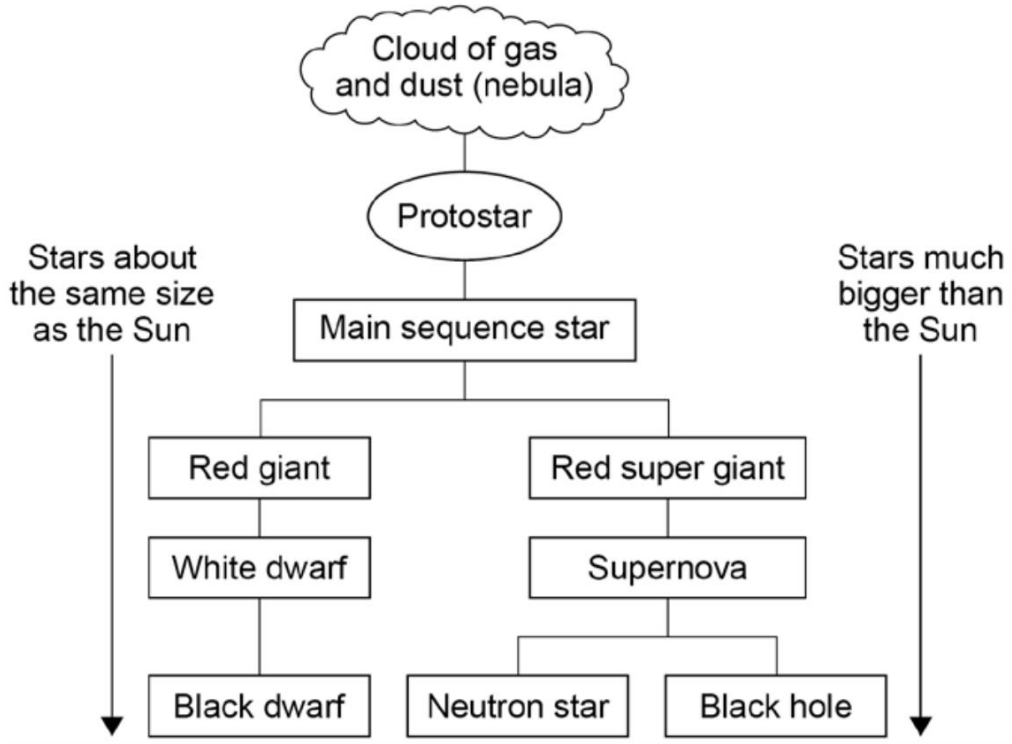 Cloud of gas
and dust (nebula)
Protostar
Stars about
the same size
as the Sun
Stars much
bigger than
the Sun
Main sequence star
Red giant
Red super giant
White dwarf
Supernova
Black dwarf
Neutron star
Black hole